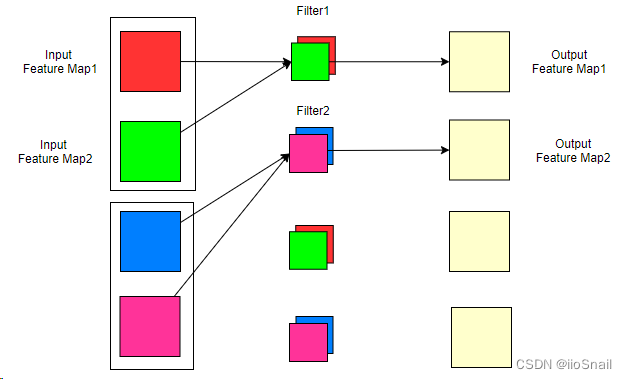 Filter1
Input
Feature Map1
Output
Feature Map1
Filter2
Input
Feature Map2
Output
Feature Map2
CSDN @iioSnail